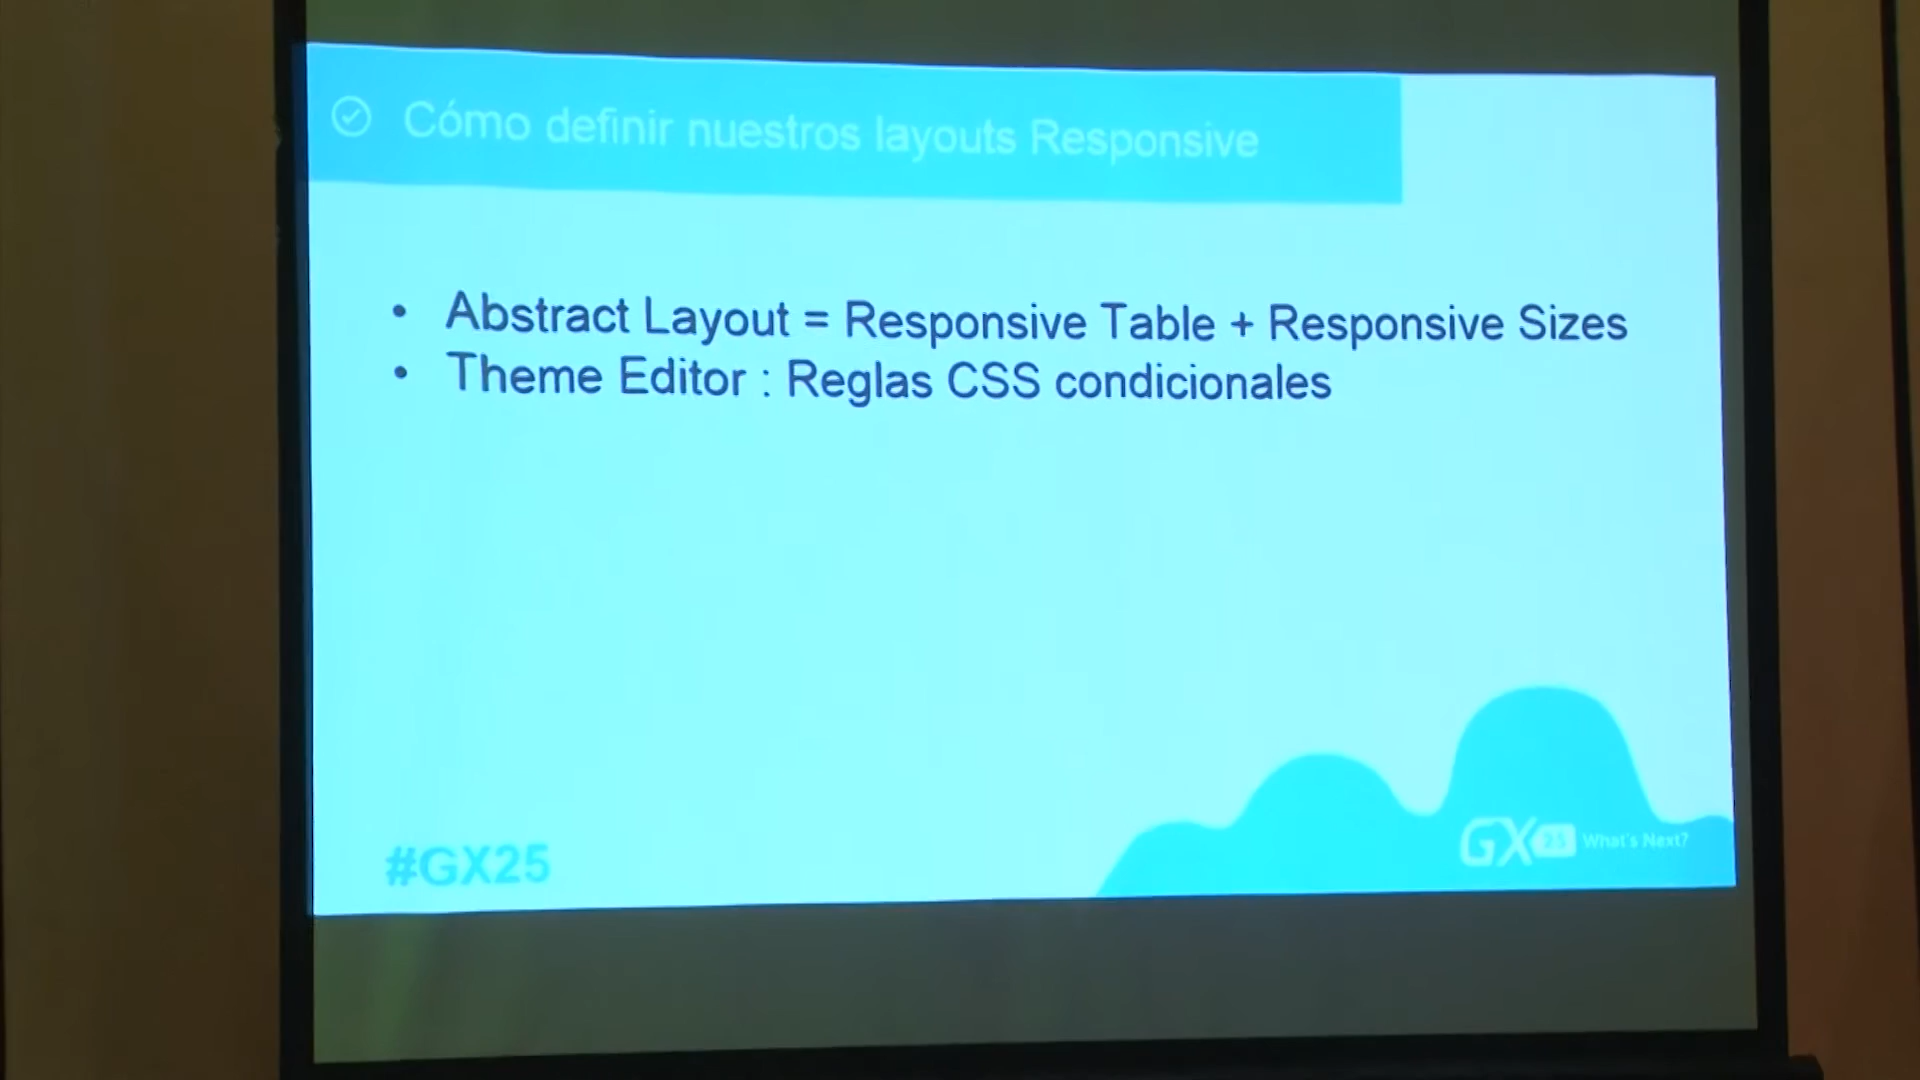 Cómo definir nuestros layouts Responsive
• Abstract Layout = Responsive Table + Responsive Sizes
• Theme Editor : Reglas CSS condicionales
#GX25
GX 25 What's Next?